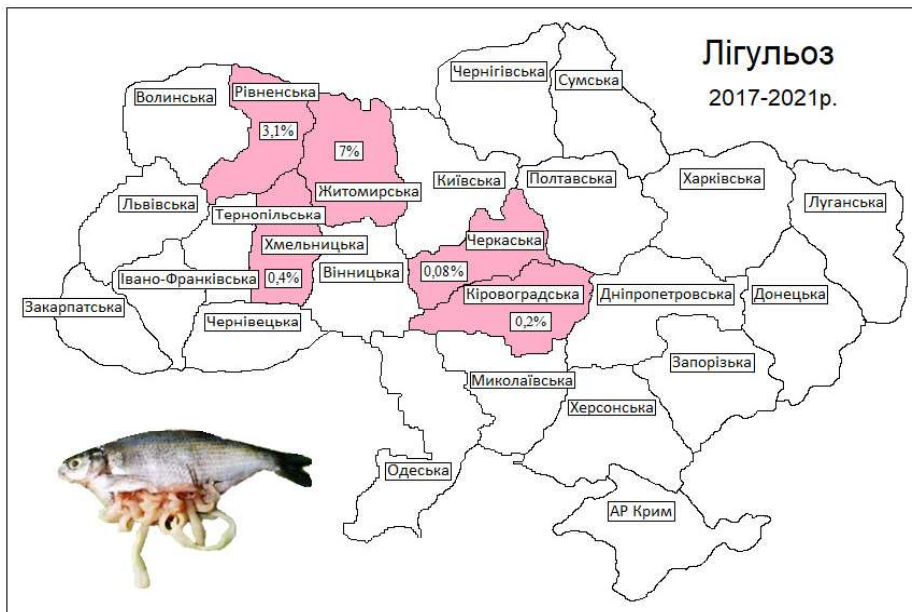 Лігульоз
2017-2021р.
Чернігівська
Сумська
Волинська
Рівненська
3,1%
7%
Житомирська
Київська
Полтавська
Харківська
Луганська
Львівська
Тернопільська
Хмельницька
Черкаська
Вінницька
0,08%
Івано-Франківська
0,4%
Кіровоградська
Дніпропетровська
Донецька
Закарпатська
Чернівецька
0,2%
Запорізька
Миколаївська
Херсонська
Одеська
АР Крим